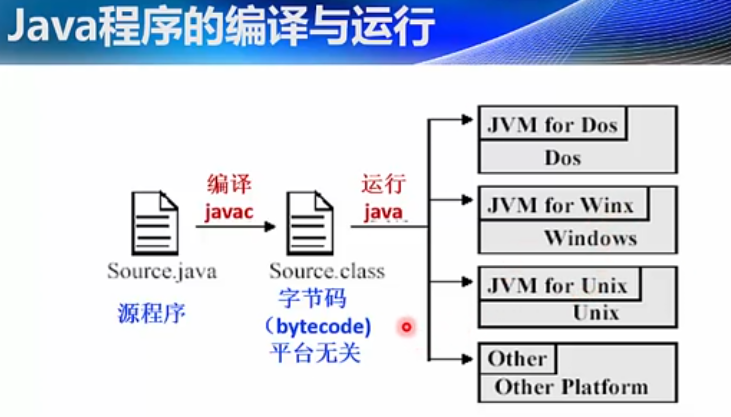 Java程序的编译与运行
编译
javac
运行
java
Source.java
Source.class
源程序
字节码
（bytecode)
平台无关
JVM for Dos
Dos
JVM for Winx
Windows
JVM for Unix
Unix
Other
Other Platform